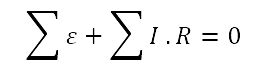 ∑ ε + ∑ I . R = 0